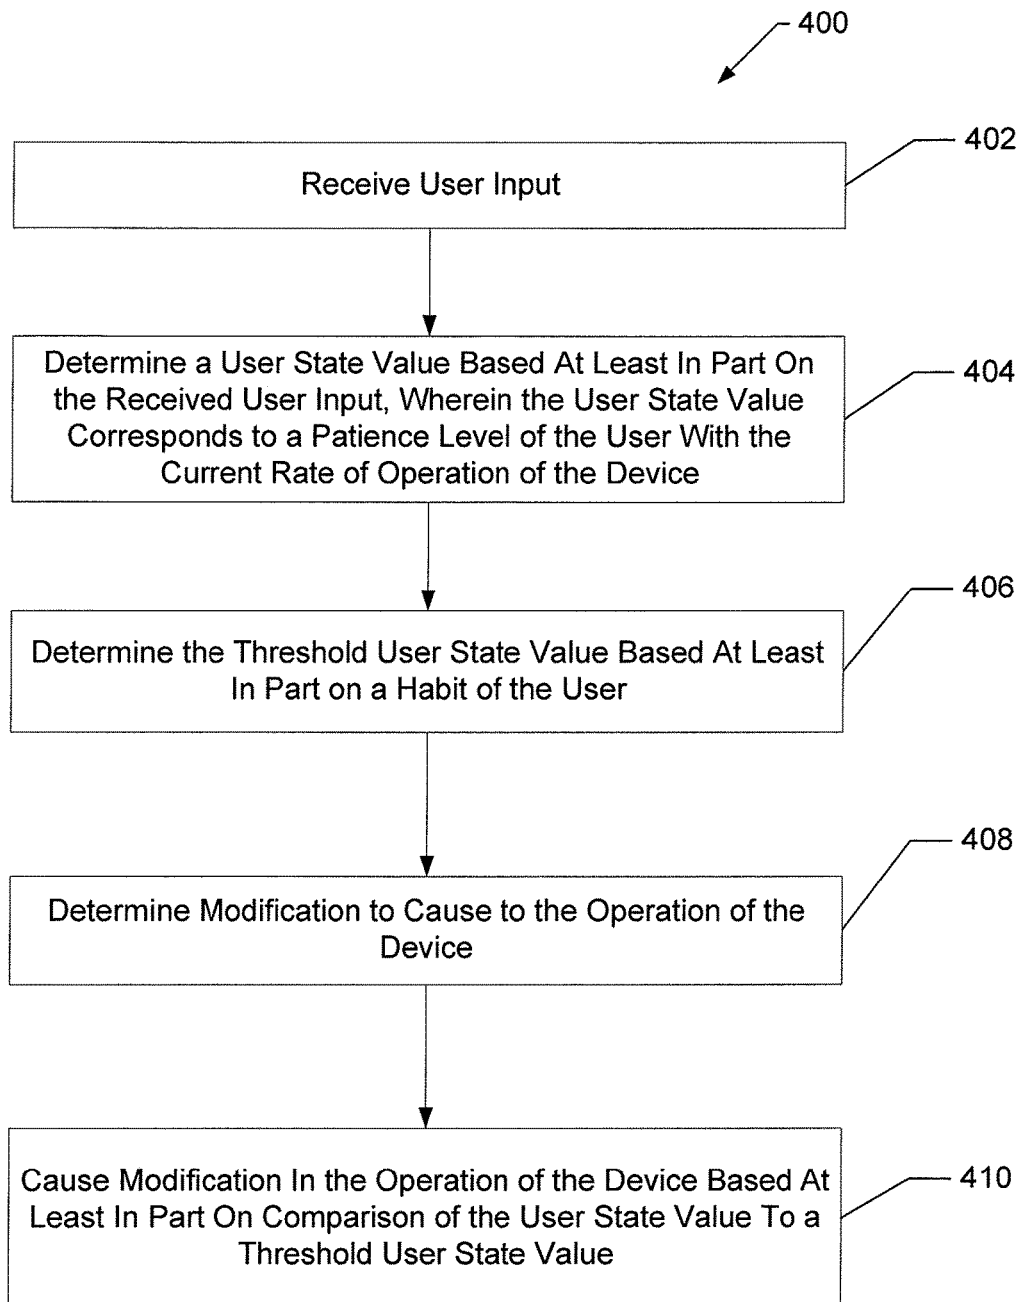 400
402
Receive User Input
Determine a User State Value Based At Least In Part On
the Received User Input, Wherein the User State Value
Corresponds to a Patience Level of the User With the
Current Rate of Operation of the Device
404
406
Determine the Threshold User State Value Based At Least
In Part on a Habit of the User
408
Determine Modification to Cause to the Operation of the
Device
Cause Modification In the Operation of the Device Based At
Least In Part On Comparison of the User State Value To a
Threshold User State Value
410